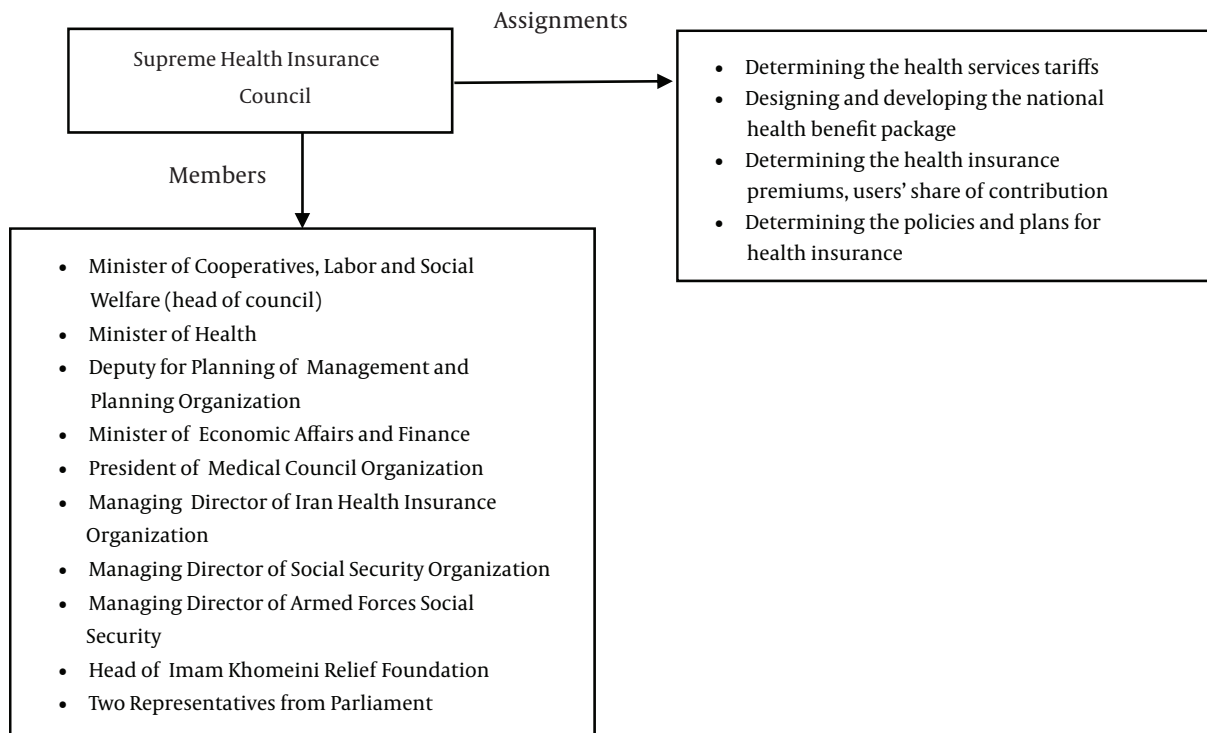 Assignments
Supreme Health Insurance
Council
• Determining the health services tariffs
• Designing and developing the national
health benefit package
• Determining the health insurance
premiums, users’ share of contribution
• Determining the policies and plans for
health insurance
Members
• Minister of Cooperatives, Labor and Social
Welfare (head of council)
• Minister of Health
• Deputy for Planning of Management and
Planning Organization
• Minister of Economic Affairs and Finance
• President of Medical Council Organization
• Managing Director of Iran Health Insurance
Organization
• Managing Director of Social Security Organization
• Managing Director of Armed Forces Social
Security
• Head of Imam Khomeini Relief Foundation
• Two Representatives from Parliament